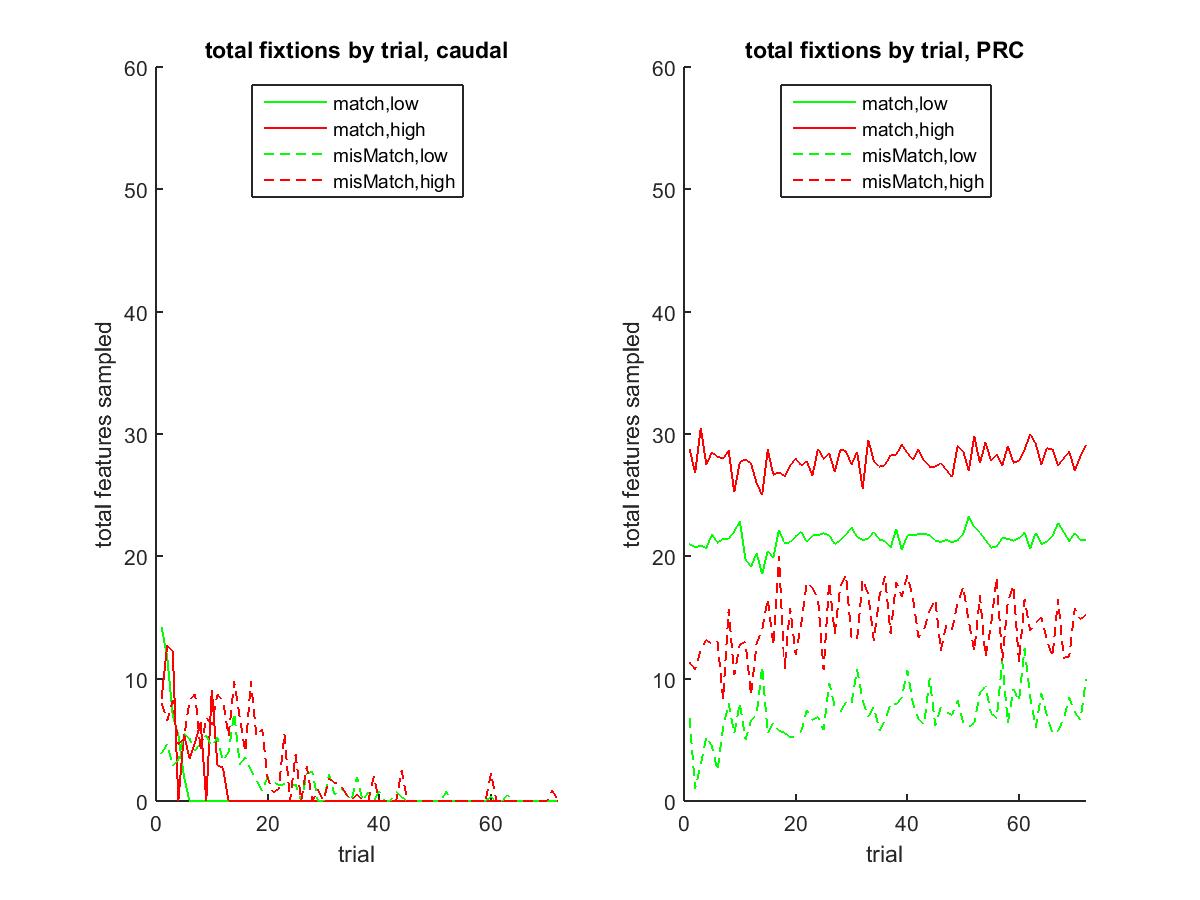 total fixtions by trial, caudal
match,low
match,high
misMatch,low
misMatch,high
total features sampled
60
50
40
30
20
10
0
0 20 40 60
trial
total fixtions by trial, PRC
match,low
match,high
misMatch,low
misMatch,high
total features sampled
60
50
40
30
20
10
0
0 20 40 60
trial